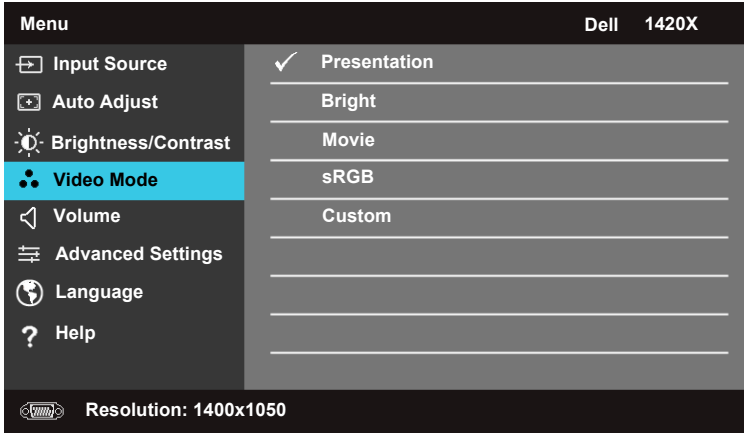 Menu Dell 1420X
Input Source
Auto Adjust
Brightness/Contrast
Video Mode
Volume
Advanced Settings
Language
Help
Presentation
Bright
Movie
sRGB
Custom
Resolution: 1400x1050